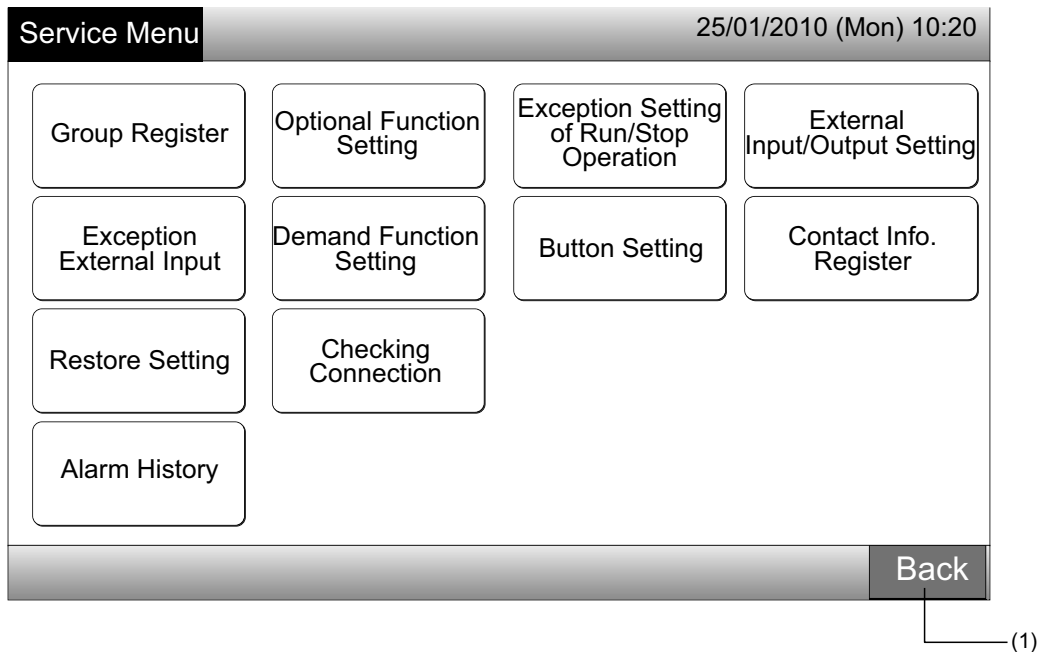 Service Menu
25/01/2010 (Mon) 10:20
Group Register
Optional Function
Setting
Exception Setting
of Run/Stop
Operation
External
Input/Output Setting
Exception
External Input
Demand Function
Setting
Button Setting
Contact Info.
Register
Restore Setting
Checking
Connection
Alarm History
Back
(1)